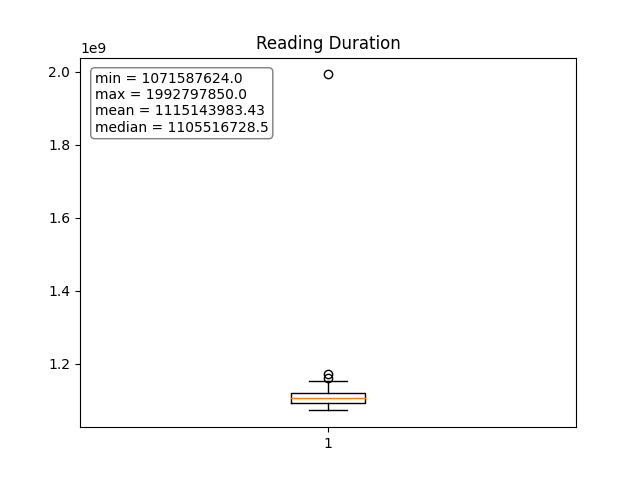 Reading Duration
1e9
min = 1071587624.0
max = 1992797850.0
mean = 1115143983.43
median = 1105516728.5
2.0
1.8
1.6
1.4
1.2
1